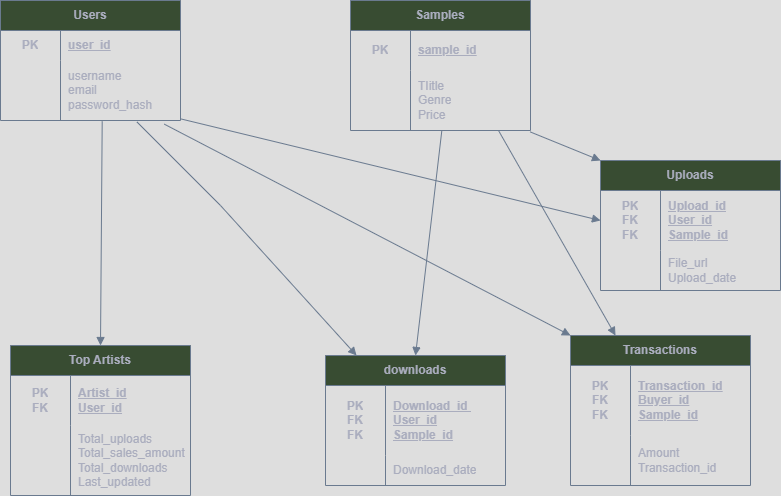 Users
PK user_id
username
email
password_hash
Samples
PK sample_id
TIitle
Genre
Price
Uploads
PK Upload_id
FK User_id
FK Sample_id
File_url
Upload_date
Top Artists
PK Artist_id
FK User_id
Total_uploads
Total_sales_amount
Total_downloads
Last_updated
downloads
PK Download_id
FK User_id
FK Sample_id
Download_date
Transactions
PK Transaction_id
FK Buyer_id
FK Sample_id
Amount
Transaction_id